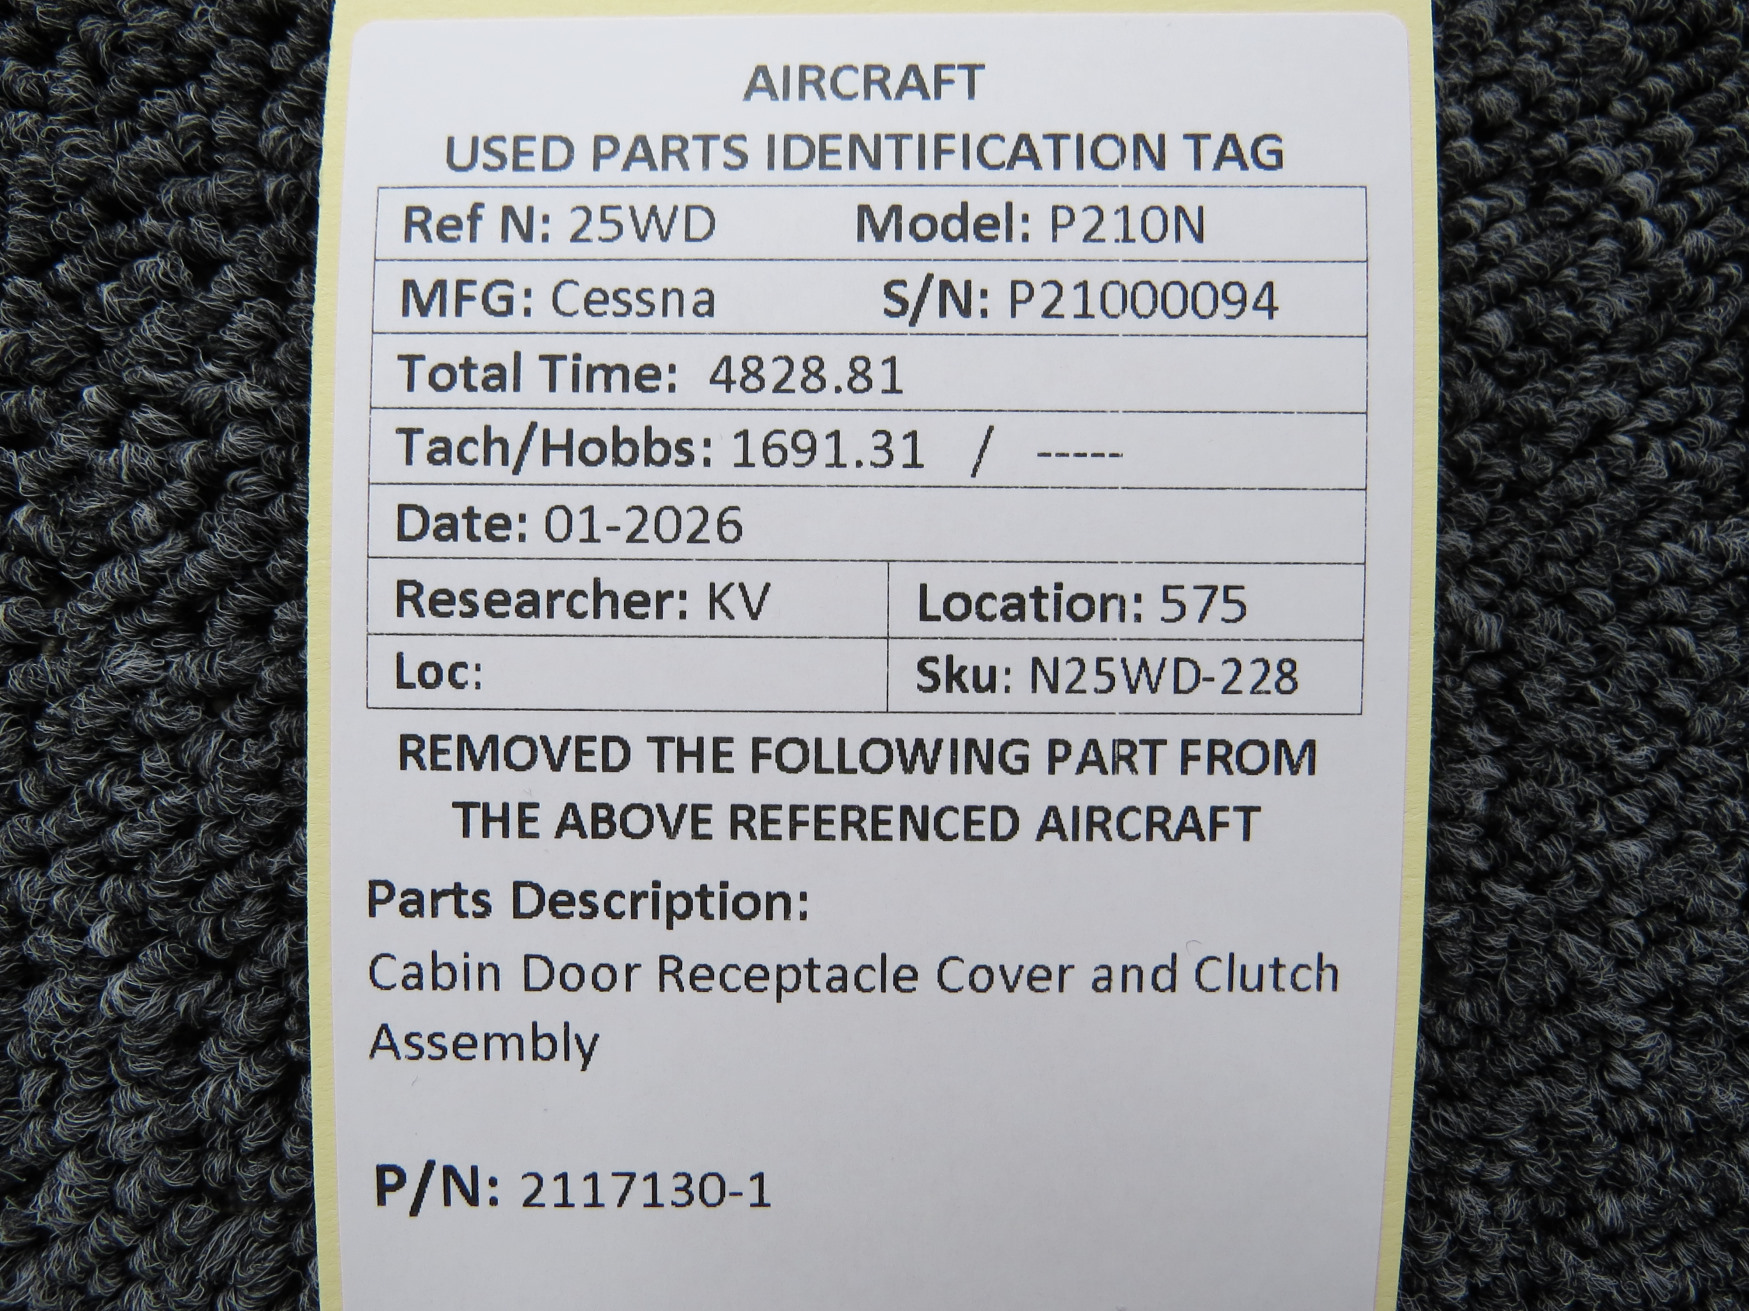 AIRCRAFT
USED PARTS IDENTIFICATION TAG
Ref N: 25WD Model: P210N
MFG: Cessna S/N: P21000094
Total Time: 4828.81
Tach/Hobbs: 1691.31 / -----
Date: 01-2026
Researcher: KV Location: 575
Loc: Sku: N25WD-228
REMOVED THE FOLLOWING PART FROM
THE ABOVE REFERENCED AIRCRAFT
Parts Description:
Cabin Door Receptacle Cover and Clutch
Assembly
P/N: 2117130-1